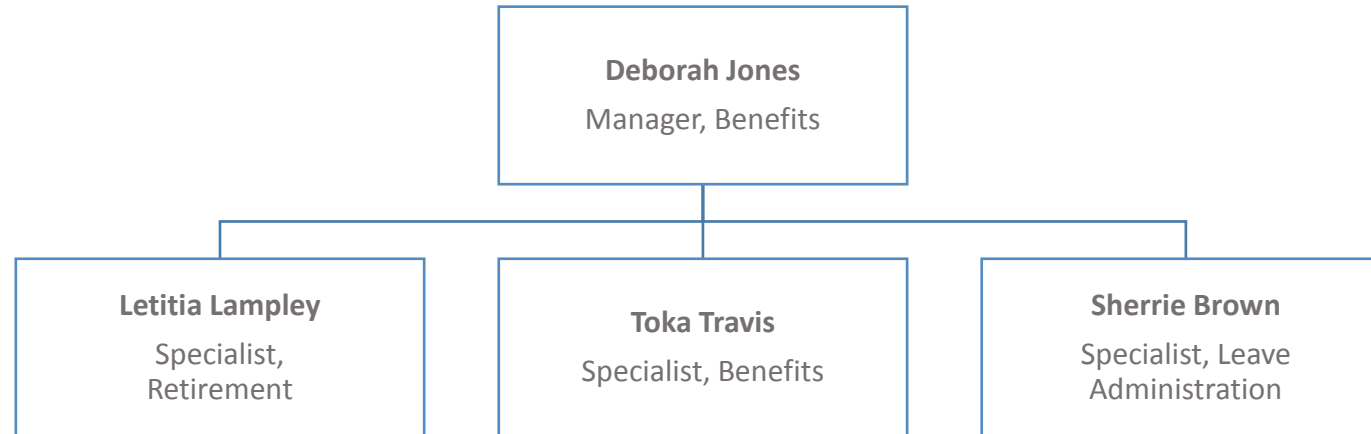 Deborah Jones
Manager, Benefits
Letitia Lampley
Specialist,
Retirement
Toka Travis
Specialist, Benefits
Sherrie Brown
Specialist, Leave
Administration